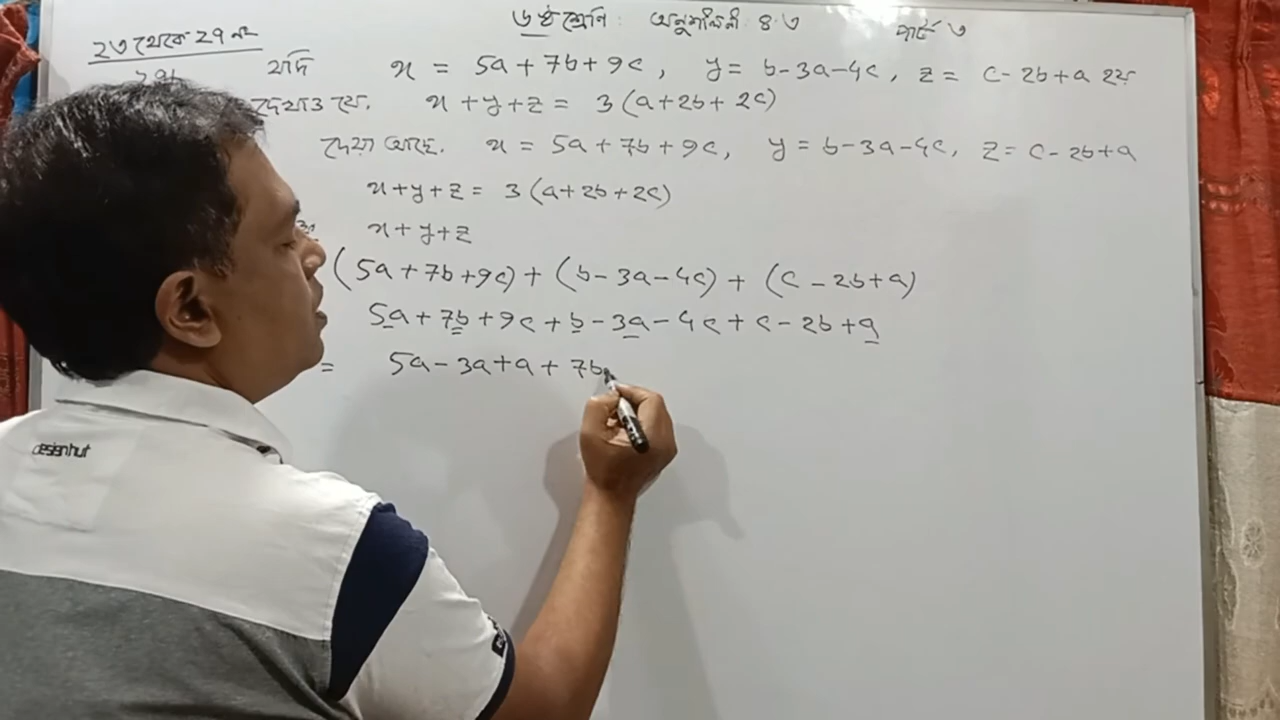 ৬ষ্ঠ শ্রেণি: অনুশীলনী: ৪.৩ পার্ট ৩
২৩ থেকে ২৭ নং
যদি x = 5a + 7b + 9c, y = b - 3a - 4c, z = c - 2b + a হয়
দেখাও যে, x + y + z = 3(a + 2b + 2c)
দেয়া আছে, x = 5a + 7b + 9c, y = b - 3a - 4c, z = c - 2b + a
x + y + z = 3(a + 2b + 2c)
x + y + z
(5a + 7b + 9c) + (b - 3a - 4c) + (c - 2b + a)
5a + 7b + 9c + b - 3a - 4c + c - 2b + a
= 5a - 3a + a + 7b
designhut